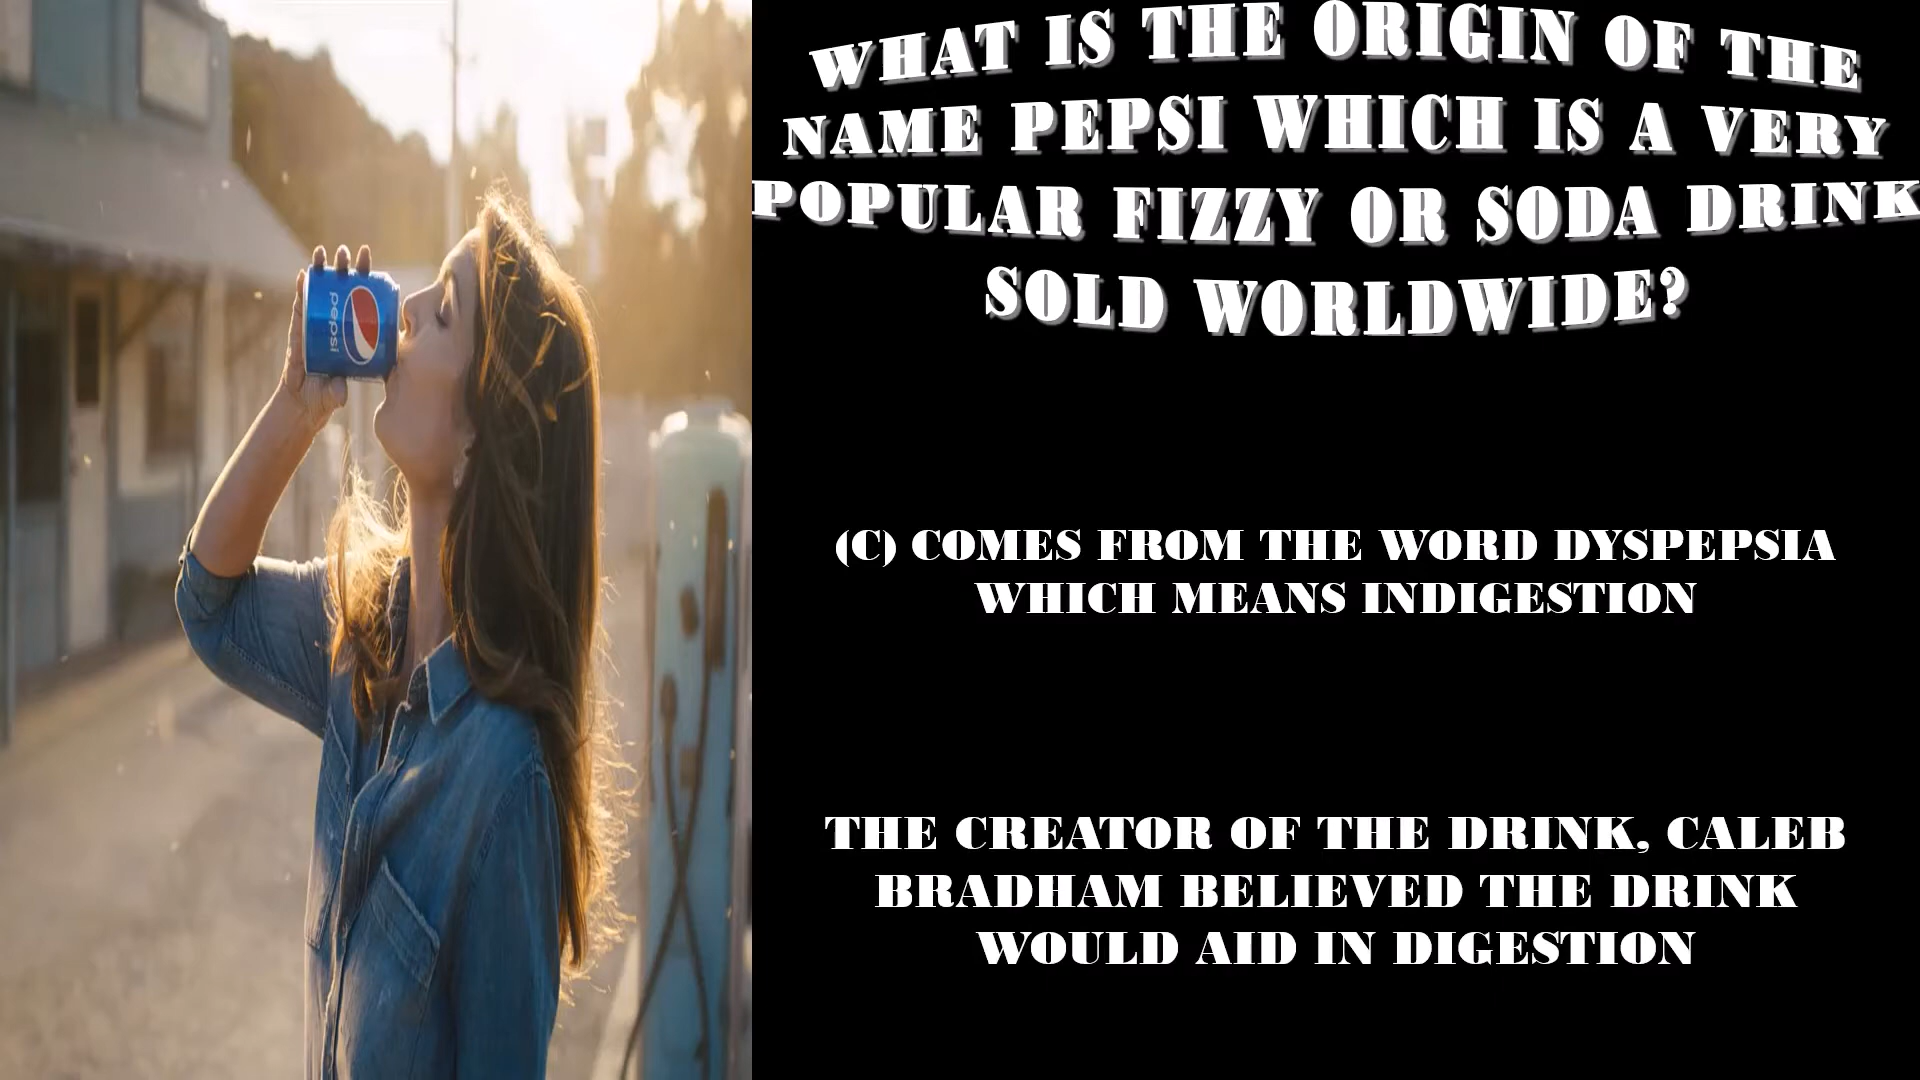 WHAT IS THE ORIGIN OF THE
NAME PEPSI WHICH IS A VERY
POPULAR FIZZY OR SODA DRINK
SOLD WORLDWIDE?
pepsi
(C) COMES FROM THE WORD DYSPEPSIA
WHICH MEANS INDIGESTION
THE CREATOR OF THE DRINK, CALEB
BRADHAM BELIEVED THE DRINK
WOULD AID IN DIGESTION